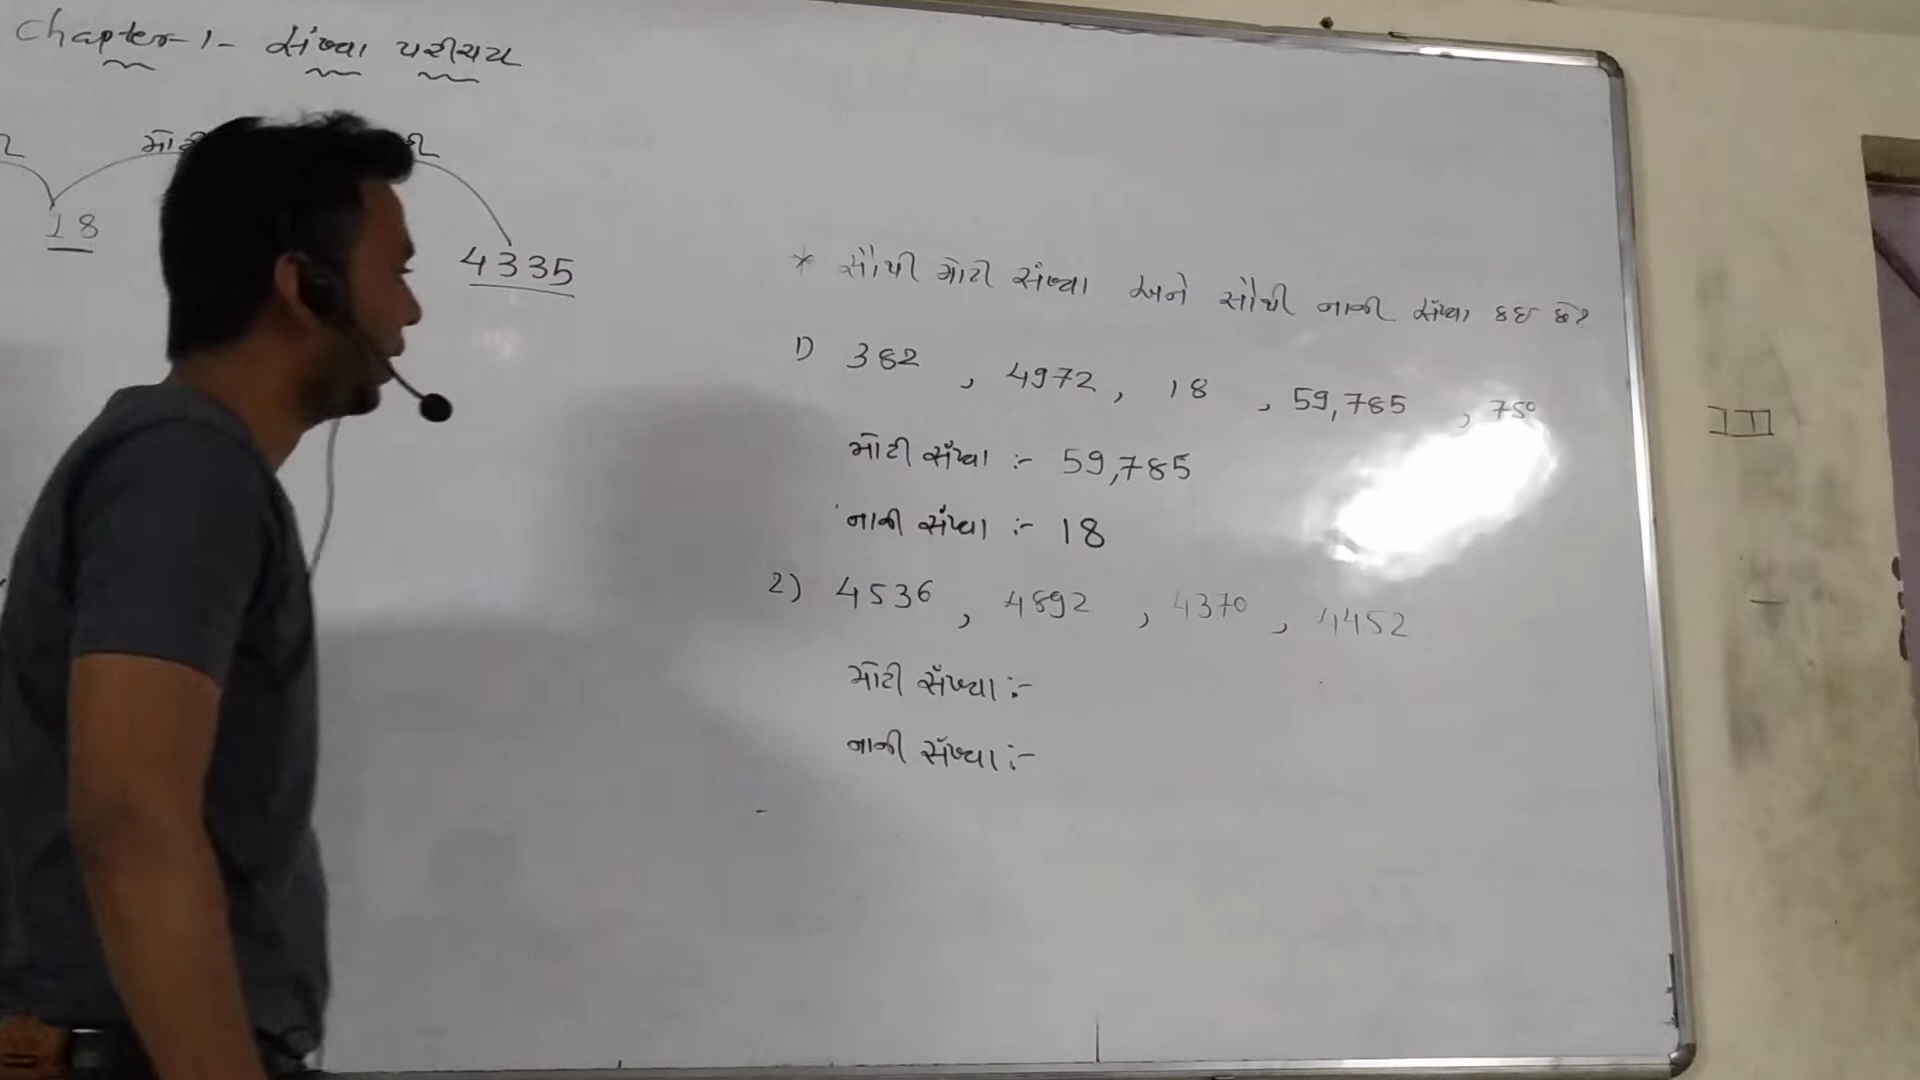 Chapter-1- સંખ્યા પરીચય
18
4335
* સૌથી મોટી સંખ્યા અને સૌથી નાની સંખ્યા કઇ છે?
1) 382 , 4972 , 18 , 59,785 , 750
મોટી સંખ્યા :- 59,785
નાની સંખ્યા :- 18
2) 4536 , 4892 , 4370 , 4452
મોટી સંખ્યા :-
નાની સંખ્યા :-